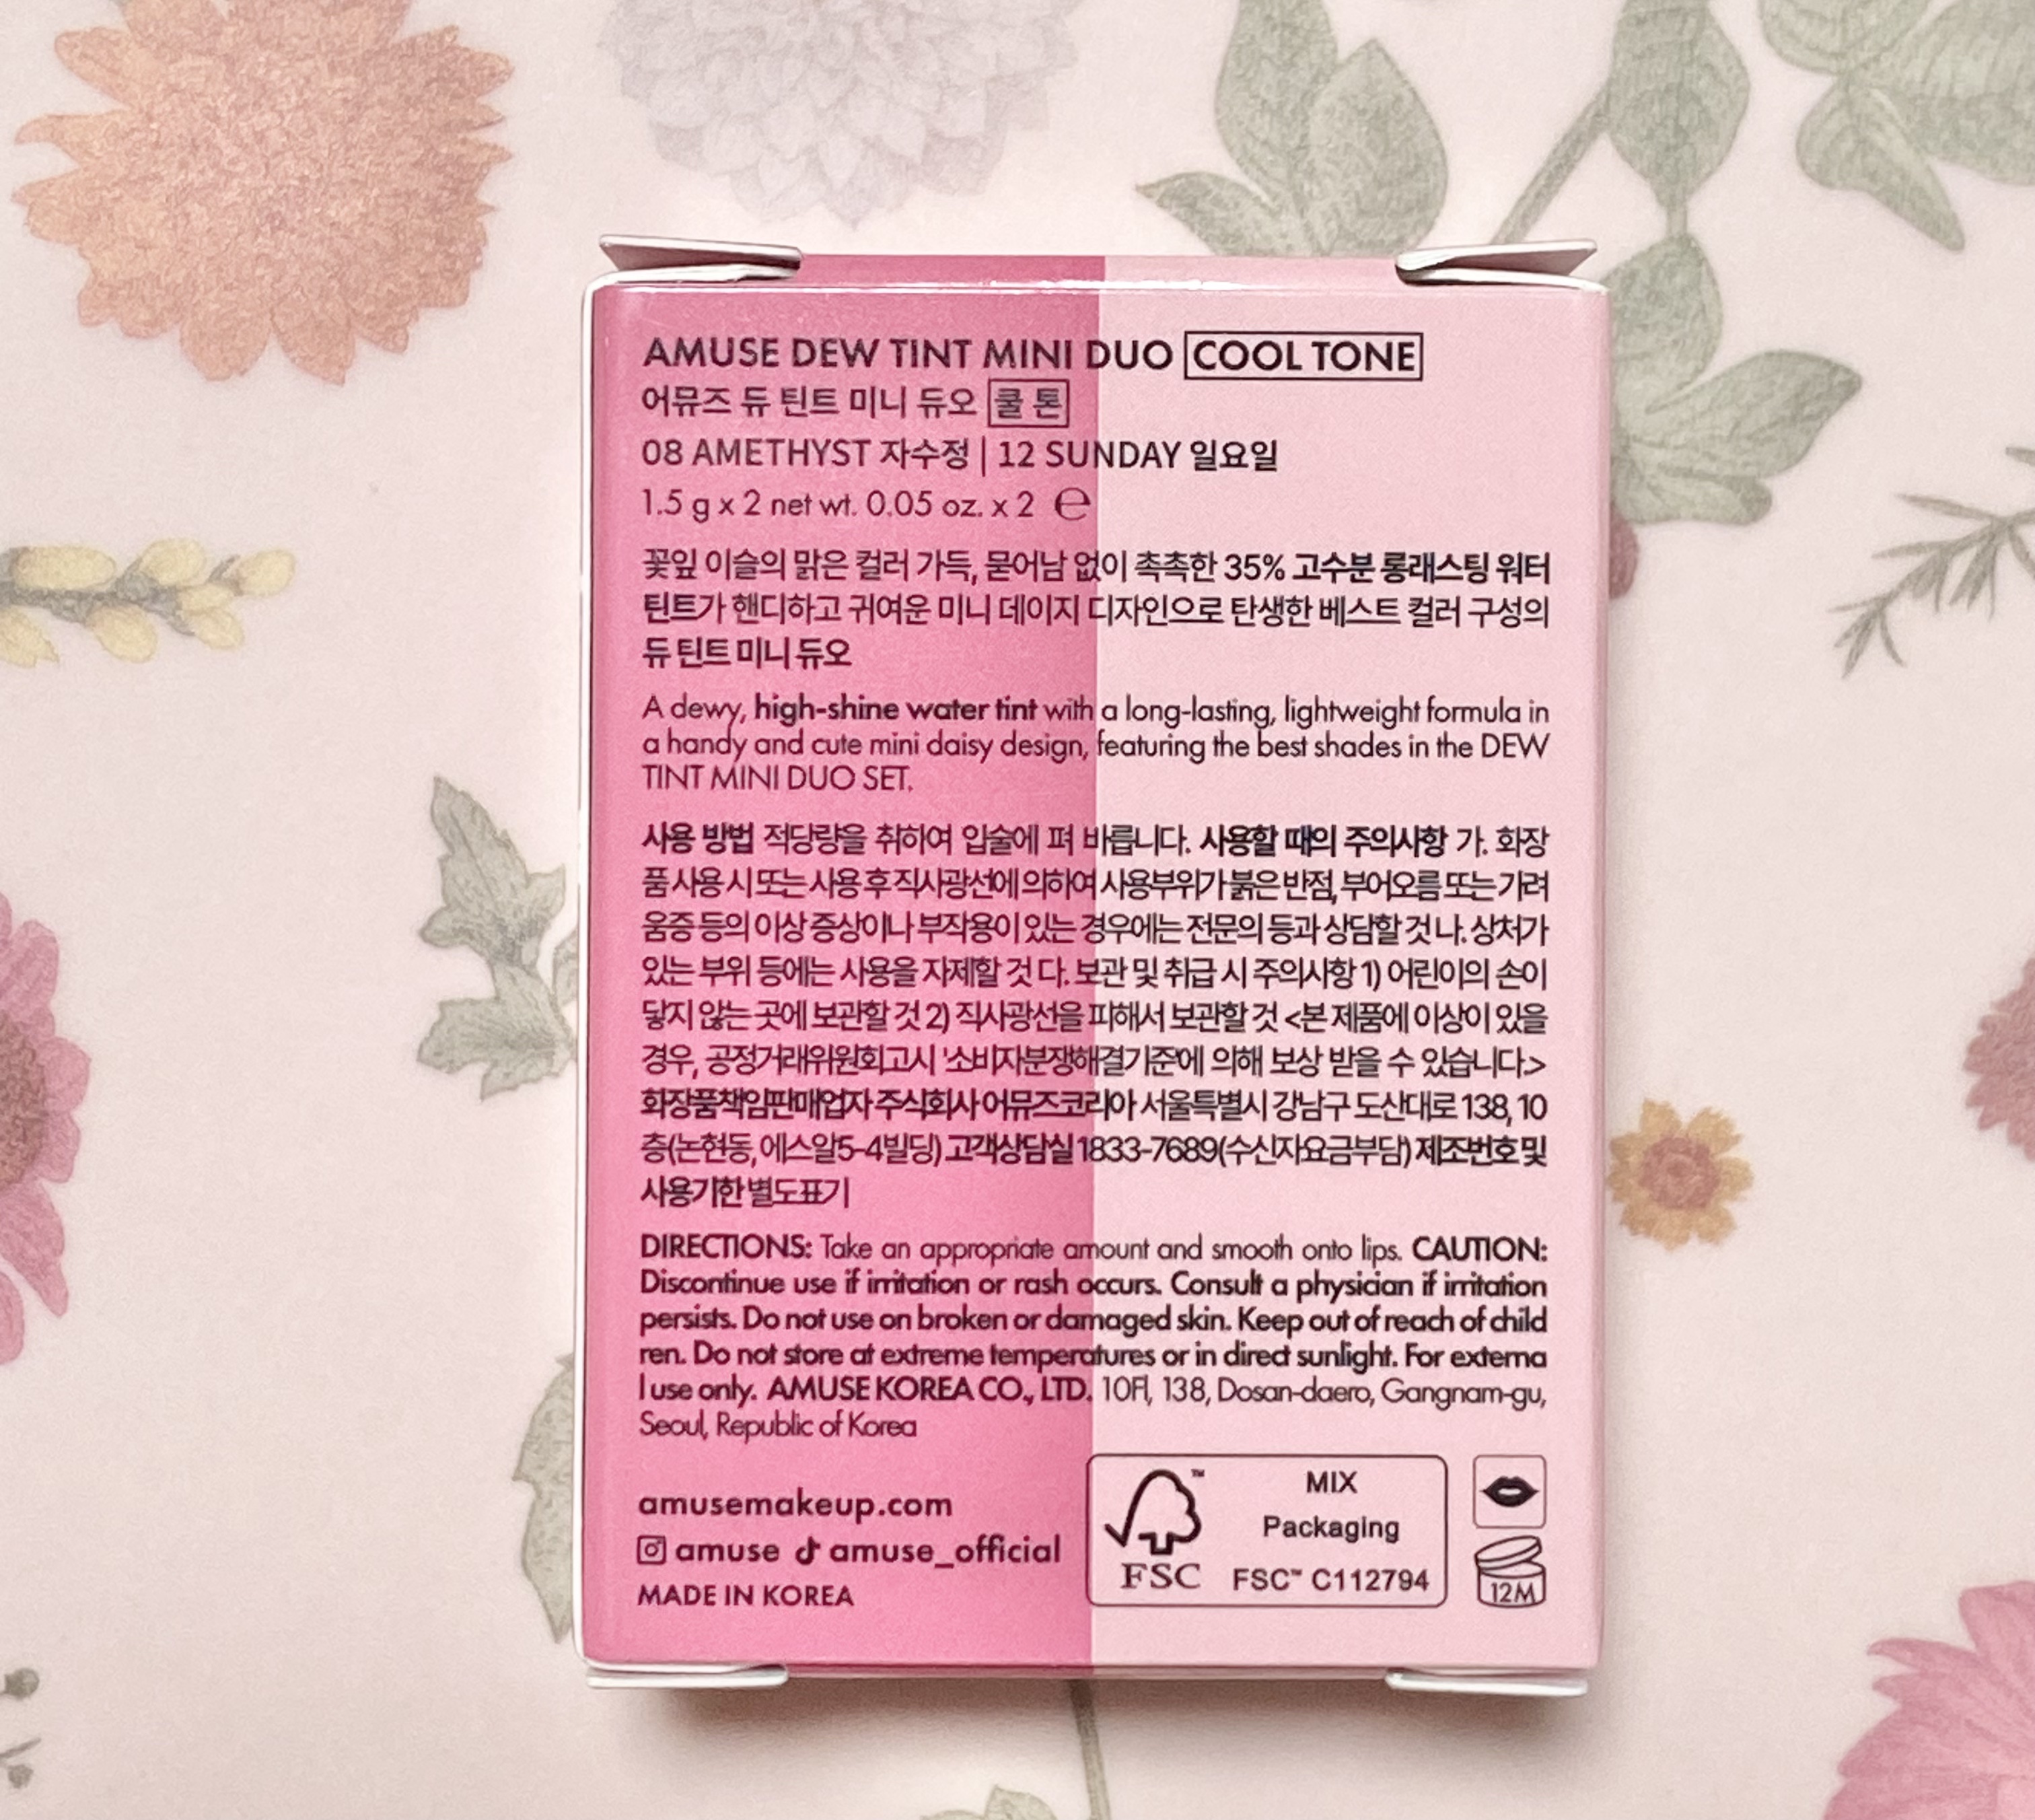 AMUSE DEW TINT MINI DUO COOL TONE
어뮤즈 듀 틴트 미니 듀오 쿨 톤
08 AMETHYST 자수정 | 12 SUNDAY 일요일
1.5 g x 2 net wt. 0.05 oz. x 2 ℮
꽃잎 이슬의 맑은 컬러 가득, 묻어남 없이 촉촉한 35% 고수분 롱래스팅 워터
틴트가 핸디하고 귀여운 미니 데이지 디자인으로 탄생한 베스트 컬러 구성의
듀 틴트 미니 듀오
A dewy, high-shine water tint with a long-lasting, lightweight formula in
a handy and cute mini daisy design, featuring the best shades in the DEW
TINT MINI DUO SET.
사용 방법 적당량을 취하여 입술에 펴 바릅니다. 사용할 때의 주의사항 가. 화장
품 사용 시 또는 사용 후 직사광선에 의하여 사용부위가 붉은 반점, 부어오름 또는 가려
움증 등의 이상 증상이나 부작용이 있는 경우에는 전문의 등과 상담할 것 나. 상처가
있는 부위 등에는 사용을 자제할 것 다. 보관 및 취급 시 주의사항 1) 어린이의 손이
닿지 않는 곳에 보관할 것 2) 직사광선을 피해서 보관할 것 <본 제품에 이상이 있을
경우, 공정거래위원회고시 '소비자분쟁해결기준'에 의해 보상 받을 수 있습니다.>
화장품책임판매업자 주식회사 어뮤즈코리아 서울특별시 강남구 도산대로 138, 10
층(논현동, 에스알5-4빌딩) 고객상담실 1833-7689(수신자요금부담) 제조번호 및
사용기한 별도표기
DIRECTIONS: Take an appropriate amount and smooth onto lips. CAUTION:
Discontinue use if irritation or rash occurs. Consult a physician if irritation
persists. Do not use on broken or damaged skin. Keep out of reach of child
ren. Do not store at extreme temperatures or in direct sunlight. For externa
l use only. AMUSE KOREA CO., LTD. 10Fl, 138, Dosan-daero, Gangnam-gu,
Seoul, Republic of Korea
amusemakeup.com
amuse amuse_official
MADE IN KOREA
FSC™
MIX
Packaging
FSC™ C112794
12M